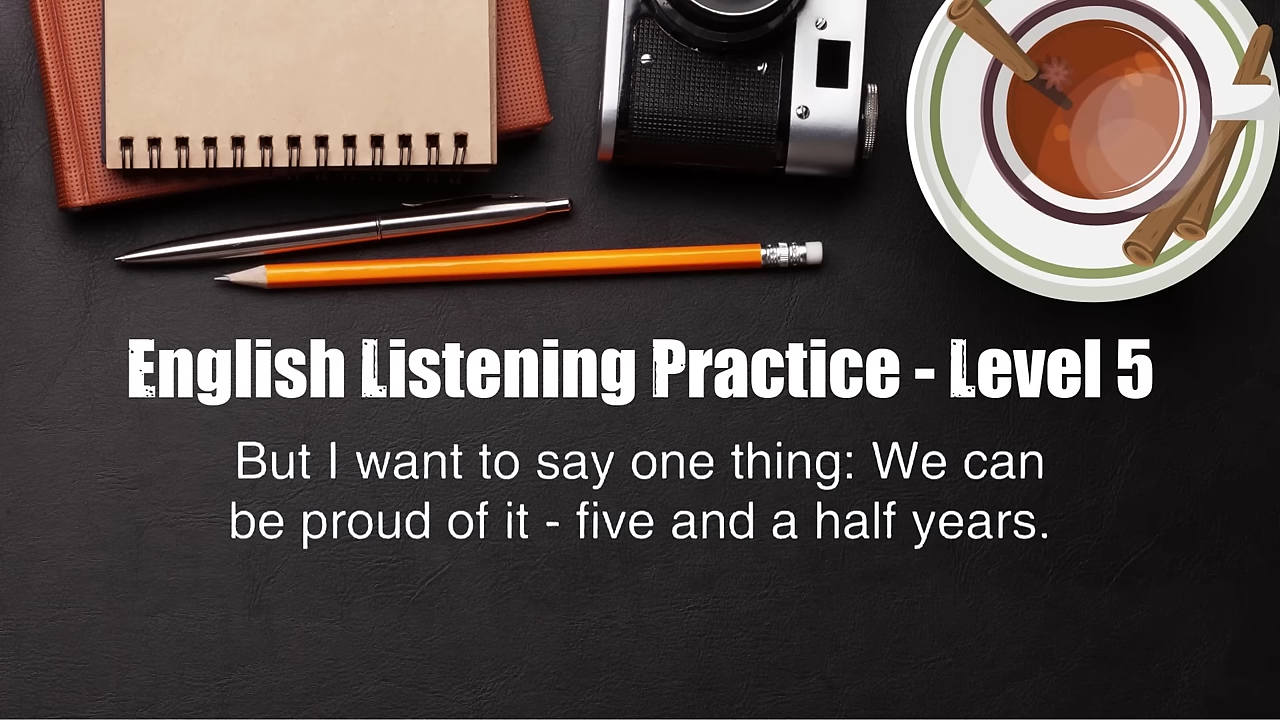 English Listening Practice - Level 5
But I want to say one thing: We can
be proud of it - five and a half years.